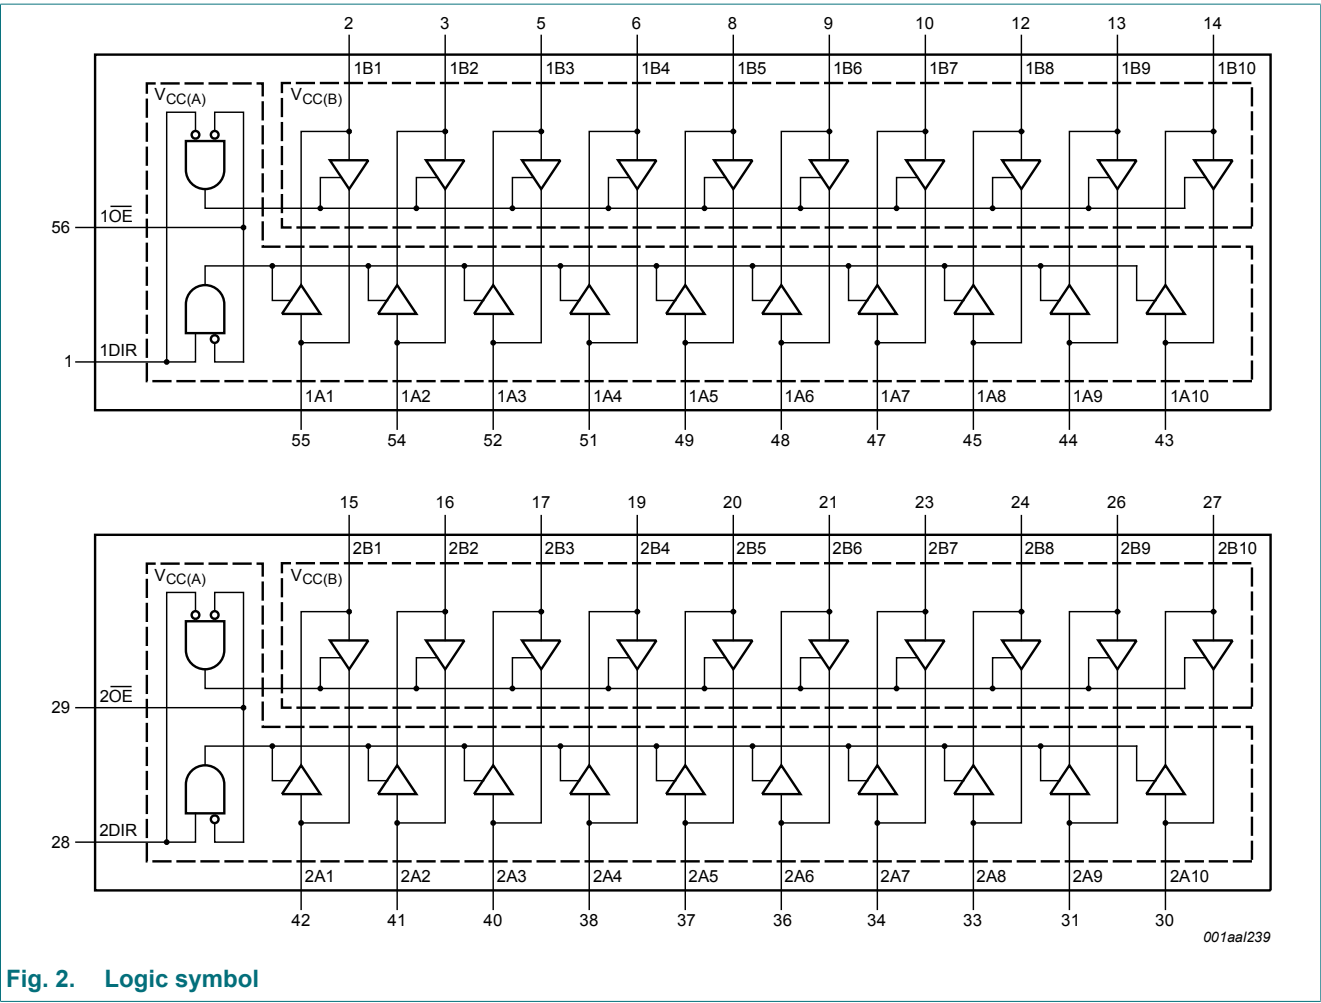 2 3 5 6 8 9 10 12 13 14
1B1 1B2 1B3 1B4 1B5 1B6 1B7 1B8 1B9 1B10
VCC(A) VCC(B)
56 1O̅E̅
1 1DIR
1A1 1A2 1A3 1A4 1A5 1A6 1A7 1A8 1A9 1A10
55 54 52 51 49 48 47 45 44 43
15 16 17 19 20 21 23 24 26 27
2B1 2B2 2B3 2B4 2B5 2B6 2B7 2B8 2B9 2B10
VCC(A) VCC(B)
29 2O̅E̅
28 2DIR
2A1 2A2 2A3 2A4 2A5 2A6 2A7 2A8 2A9 2A10
42 41 40 38 37 36 34 33 31 30
001aal239
Fig. 2. Logic symbol